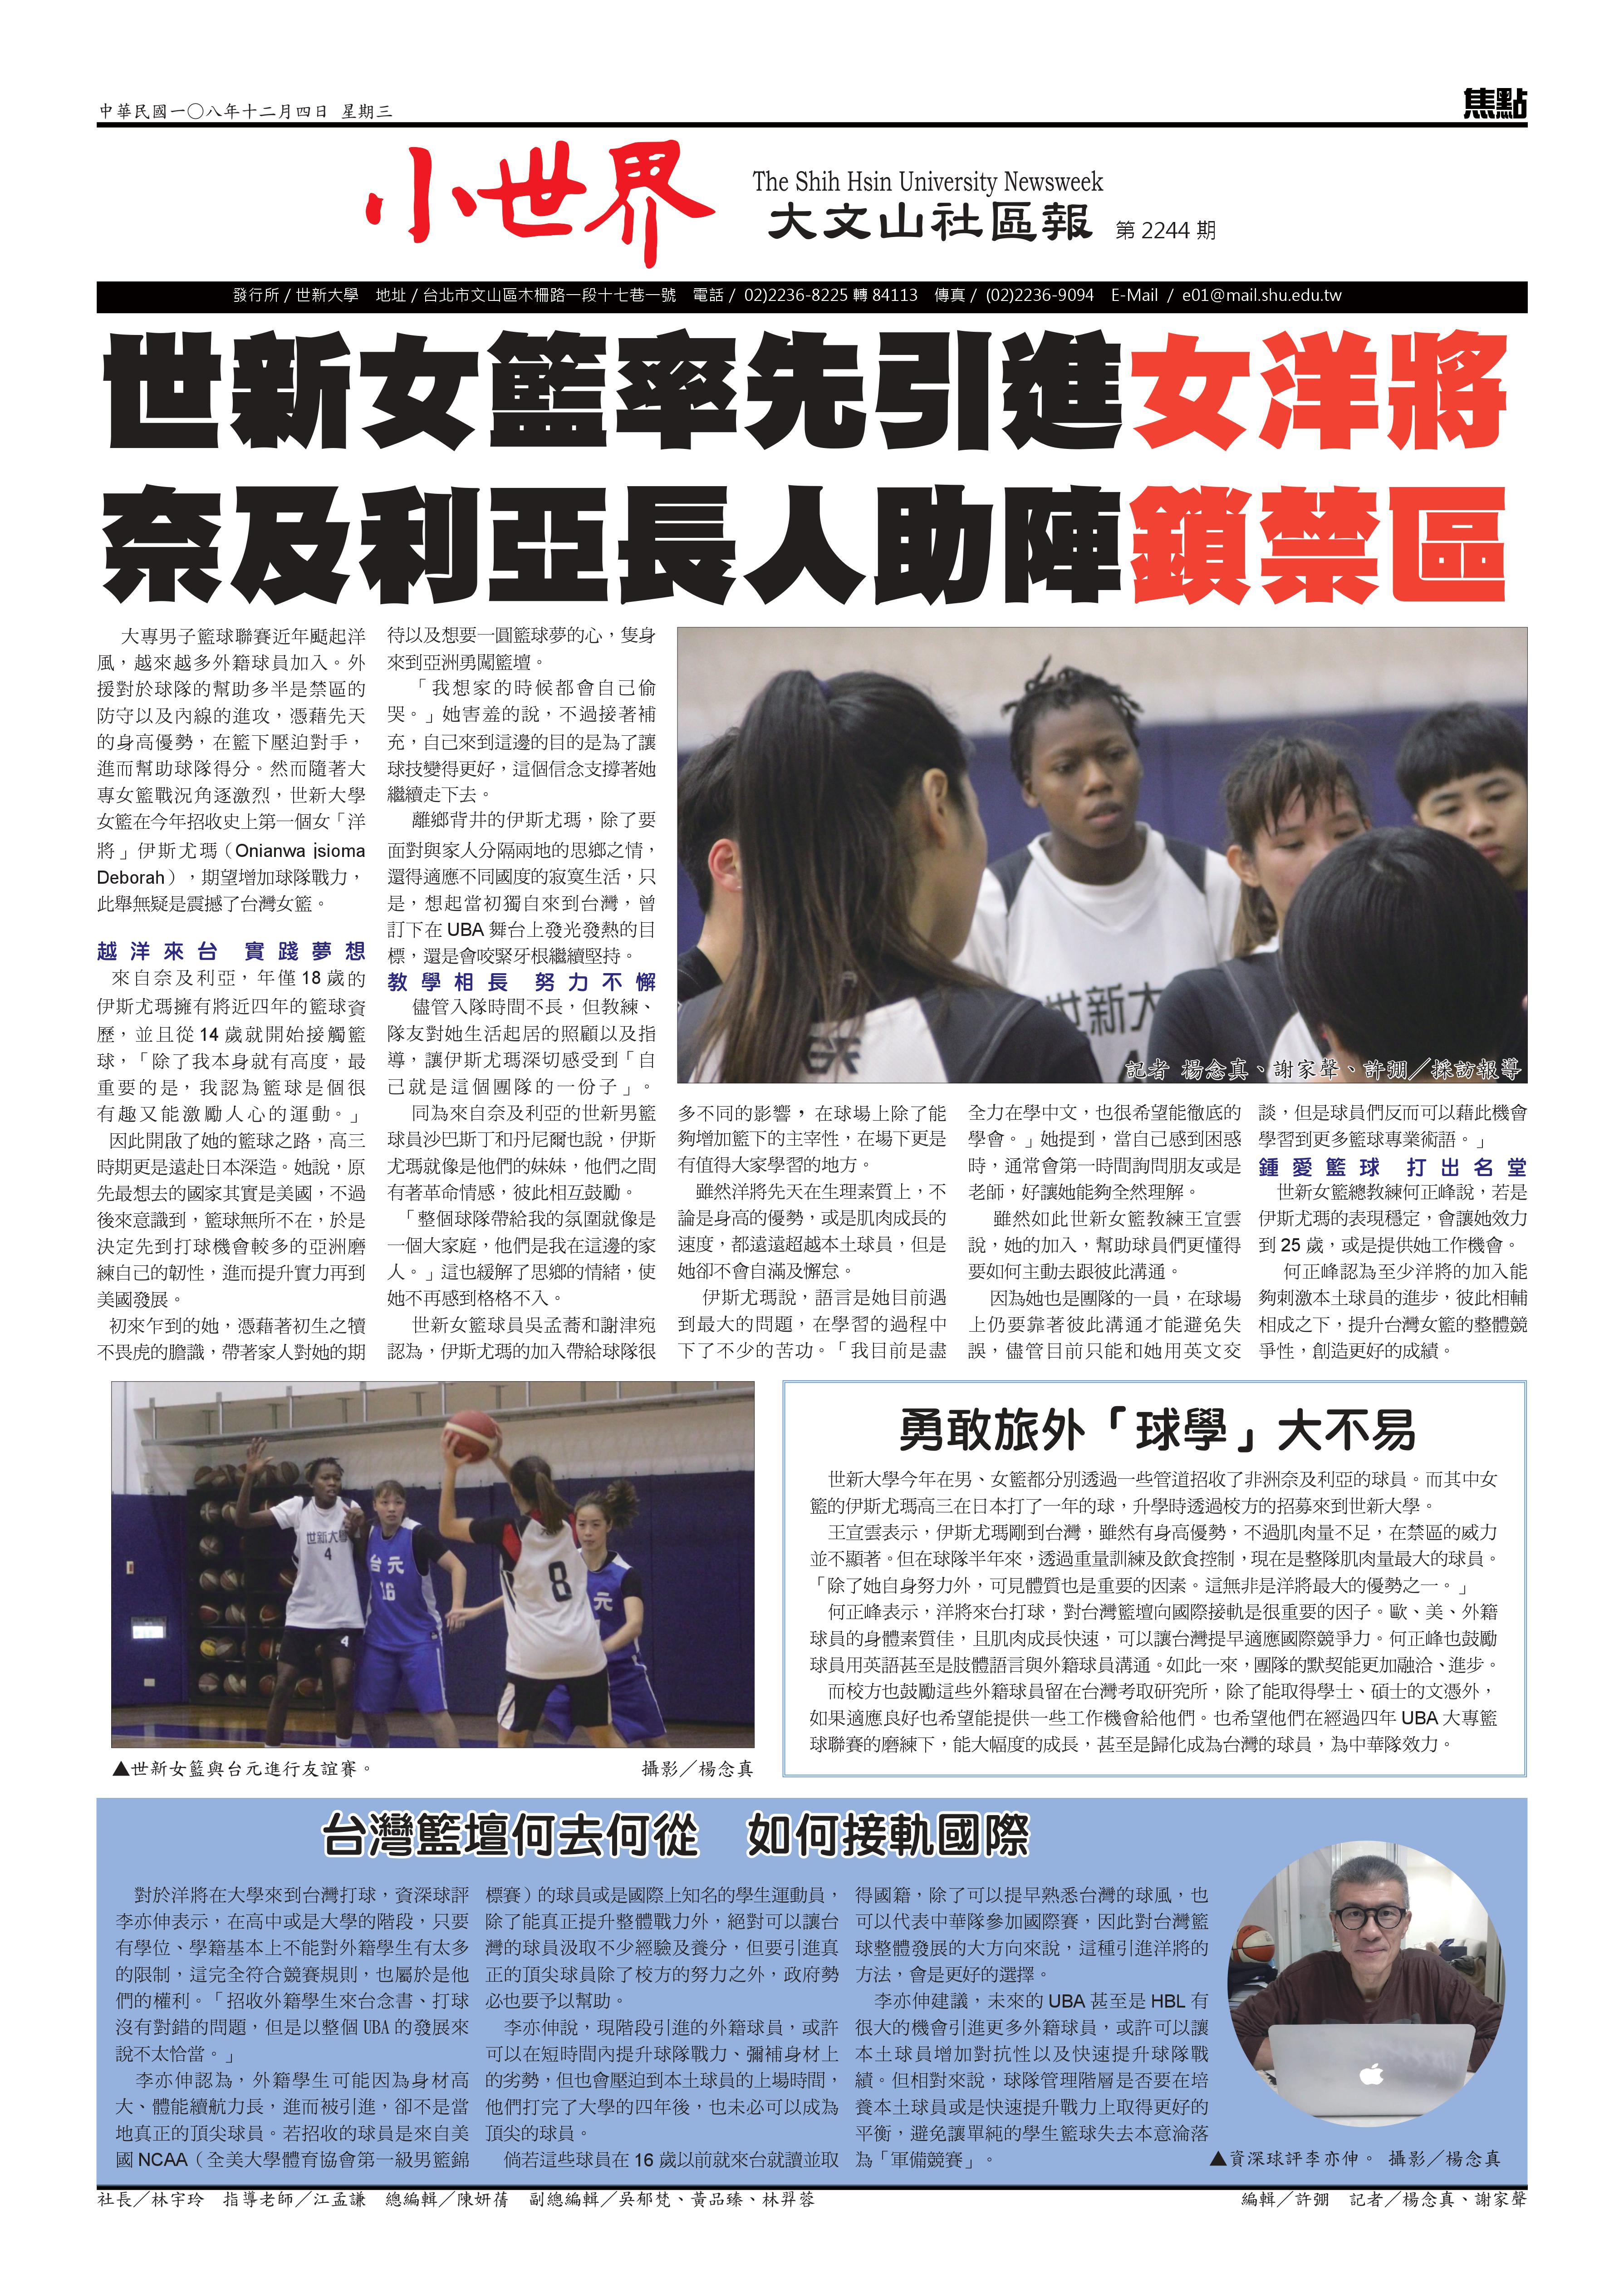 中華民國一○八年十二月四日 星期三
焦點
小世界
The Shih Hsin University Newsweek
大文山社區報 第 2244 期
發行所 / 世新大學 地址 / 台北市文山區木柵路一段十七巷一號 電話 / 02)2236-8225 轉 84113 傳真 / (02)2236-9094 E-Mail / e01@mail.shu.edu.tw
世新女籃率先引進女洋將
奈及利亞長人助陣鎖禁區
大專男子籃球聯賽近年颳起洋
風，越來越多外籍球員加入。外
援對於球隊的幫助多半是禁區的
防守以及內線的進攻，憑藉先天
的身高優勢，在籃下壓迫對手，
進而幫助球隊得分。然而隨著大
專女籃戰況角逐激烈，世新大學
女籃在今年招收史上第一個女「洋
將」伊斯尤瑪（Onianwa jsioma
Deborah），期望增加球隊戰力，
此舉無疑是震撼了台灣女籃。
越洋來台 實踐夢想
來自奈及利亞，年僅 18 歲的
伊斯尤瑪擁有將近四年的籃球資
歷，並且從 14 歲就開始接觸籃
球，「除了我本身就有高度，最
重要的是，我認為籃球是個很
有趣又能激勵人心的運動。」
因此開啟了她的籃球之路，高三
時期更是遠赴日本深造。她說，原
先最想去的國家其實是美國，不過
後來意識到，籃球無所不在，於是
決定先到打球機會較多的亞洲磨
練自己的韌性，進而提升實力再到
美國發展。
初來乍到的她，憑藉著初生之犢
不畏虎的膽識，帶著家人對她的期
待以及想要一圓籃球夢的心，隻身
來到亞洲勇闖籃壇。
「我想家的時候都會自己偷
哭。」她害羞的說，不過接著補
充，自己來到這邊的目的是為了讓
球技變得更好，這個信念支撐著她
繼續走下去。
離鄉背井的伊斯尤瑪，除了要
面對與家人分隔兩地的思鄉之情，
還得適應不同國度的寂寞生活，只
是，想起當初獨自來到台灣，曾
訂下在 UBA 舞台上發光發熱的目
標，還是會咬緊牙根繼續堅持。
教學相長 努力不懈
儘管入隊時間不長，但教練、
隊友對她生活起居的照顧以及指
導，讓伊斯尤瑪深切感受到「自
己就是這個團隊的一份子」。
同為來自奈及利亞的世新男籃
球員沙巴斯丁和丹尼爾也說，伊斯
尤瑪就像是他們的妹妹，他們之間
有著革命情感，彼此相互鼓勵。
「整個球隊帶給我的氛圍就像是
一個大家庭，他們是我在這邊的家
人。」這也緩解了思鄉的情緒，使
她不再感到格格不入。
世新女籃球員吳孟蕎和謝津宛
認為，伊斯尤瑪的加入帶給球隊很
世新大
記者 楊念真、謝家聲、許弸／採訪報導
多不同的影響，在球場上除了能
夠增加籃下的主宰性，在場下更是
有值得大家學習的地方。
雖然洋將先天在生理素質上，不
論是身高的優勢，或是肌肉成長的
速度，都遠遠超越本土球員，但是
她卻不會自滿及懈怠。
伊斯尤瑪說，語言是她目前遇
到最大的問題，在學習的過程中
下了不少的苦功。「我目前是盡
全力在學中文，也很希望能徹底的
學會。」她提到，當自己感到困惑
時，通常會第一時間詢問朋友或是
老師，好讓她能夠全然理解。
雖然如此世新女籃教練王宣雲
說，她的加入，幫助球員們更懂得
要如何主動去跟彼此溝通。
因為她也是團隊的一員，在球場
上仍要靠著彼此溝通才能避免失
誤，儘管目前只能和她用英文交
談，但是球員們反而可以藉此機會
學習到更多籃球專業術語。」
鍾愛籃球 打出名堂
世新女籃總教練何正峰說，若是
伊斯尤瑪的表現穩定，會讓她效力
到 25 歲，或是提供她工作機會。
何正峰認為至少洋將的加入能
夠刺激本土球員的進步，彼此相輔
相成之下，提升台灣女籃的整體競
爭性，創造更好的成績。
世新大學
4
4
台元
16
8
元
▲世新女籃與台元進行友誼賽。 攝影／楊念真
勇敢旅外「球學」大不易
世新大學今年在男、女籃都分別透過一些管道招收了非洲奈及利亞的球員。而其中女
籃的伊斯尤瑪高三在日本打了一年的球，升學時透過校方的招募來到世新大學。
王宣雲表示，伊斯尤瑪剛到台灣，雖然有身高優勢，不過肌肉量不足，在禁區的威力
並不顯著。但在球隊半年來，透過重量訓練及飲食控制，現在是整隊肌肉量最大的球員。
「除了她自身努力外，可見體質也是重要的因素。這無非是洋將最大的優勢之一。」
何正峰表示，洋將來台打球，對台灣籃壇向國際接軌是很重要的因子。歐、美、外籍
球員的身體素質佳，且肌肉成長快速，可以讓台灣提早適應國際競爭力。何正峰也鼓勵
球員用英語甚至是肢體語言與外籍球員溝通。如此一來，團隊的默契能更加融洽、進步。
而校方也鼓勵這些外籍球員留在台灣考取研究所，除了能取得學士、碩士的文憑外，
如果適應良好也希望能提供一些工作機會給他們。也希望他們在經過四年 UBA 大專籃
球聯賽的磨練下，能大幅度的成長，甚至是歸化成為台灣的球員，為中華隊效力。
台灣籃壇何去何從 如何接軌國際
對於洋將在大學來到台灣打球，資深球評
李亦伸表示，在高中或是大學的階段，只要
有學位、學籍基本上不能對外籍學生有太多
的限制，這完全符合競賽規則，也屬於是他
們的權利。「招收外籍學生來台念書、打球
沒有對錯的問題，但是以整個 UBA 的發展來
說不太恰當。」
李亦伸認為，外籍學生可能因為身材高
大、體能續航力長，進而被引進，卻不是當
地真正的頂尖球員。若招收的球員是來自美
國 NCAA（全美大學體育協會第一級男籃錦
標賽）的球員或是國際上知名的學生運動員，
除了能真正提升整體戰力外，絕對可以讓台
灣的球員汲取不少經驗及養分，但要引進真
正的頂尖球員除了校方的努力之外，政府勢
必也要予以幫助。
李亦伸說，現階段引進的外籍球員，或許
可以在短時間內提升球隊戰力、彌補身材上
的劣勢，但也會壓迫到本土球員的上場時間，
他們打完了大學的四年後，也未必可以成為
頂尖的球員。
倘若這些球員在 16 歲以前就來台就讀並取
得國籍，除了可以提早熟悉台灣的球風，也
可以代表中華隊參加國際賽，因此對台灣籃
球整體發展的大方向來說，這種引進洋將的
方法，會是更好的選擇。
李亦伸建議，未來的 UBA 甚至是 HBL 有
很大的機會引進更多外籍球員，或許可以讓
本土球員增加對抗性以及快速提升球隊戰
績。但相對來說，球隊管理階層是否要在培
養本土球員或是快速提升戰力上取得更好的
平衡，避免讓單純的學生籃球失去本意淪落
為「軍備競賽」。
▲資深球評李亦伸。 攝影／楊念真
社長／林宇玲 指導老師／江孟謙 總編輯／陳妍蒨 副總編輯／吳郁梵、黃品臻、林羿蓉
編輯／許弸 記者／楊念真、謝家聲